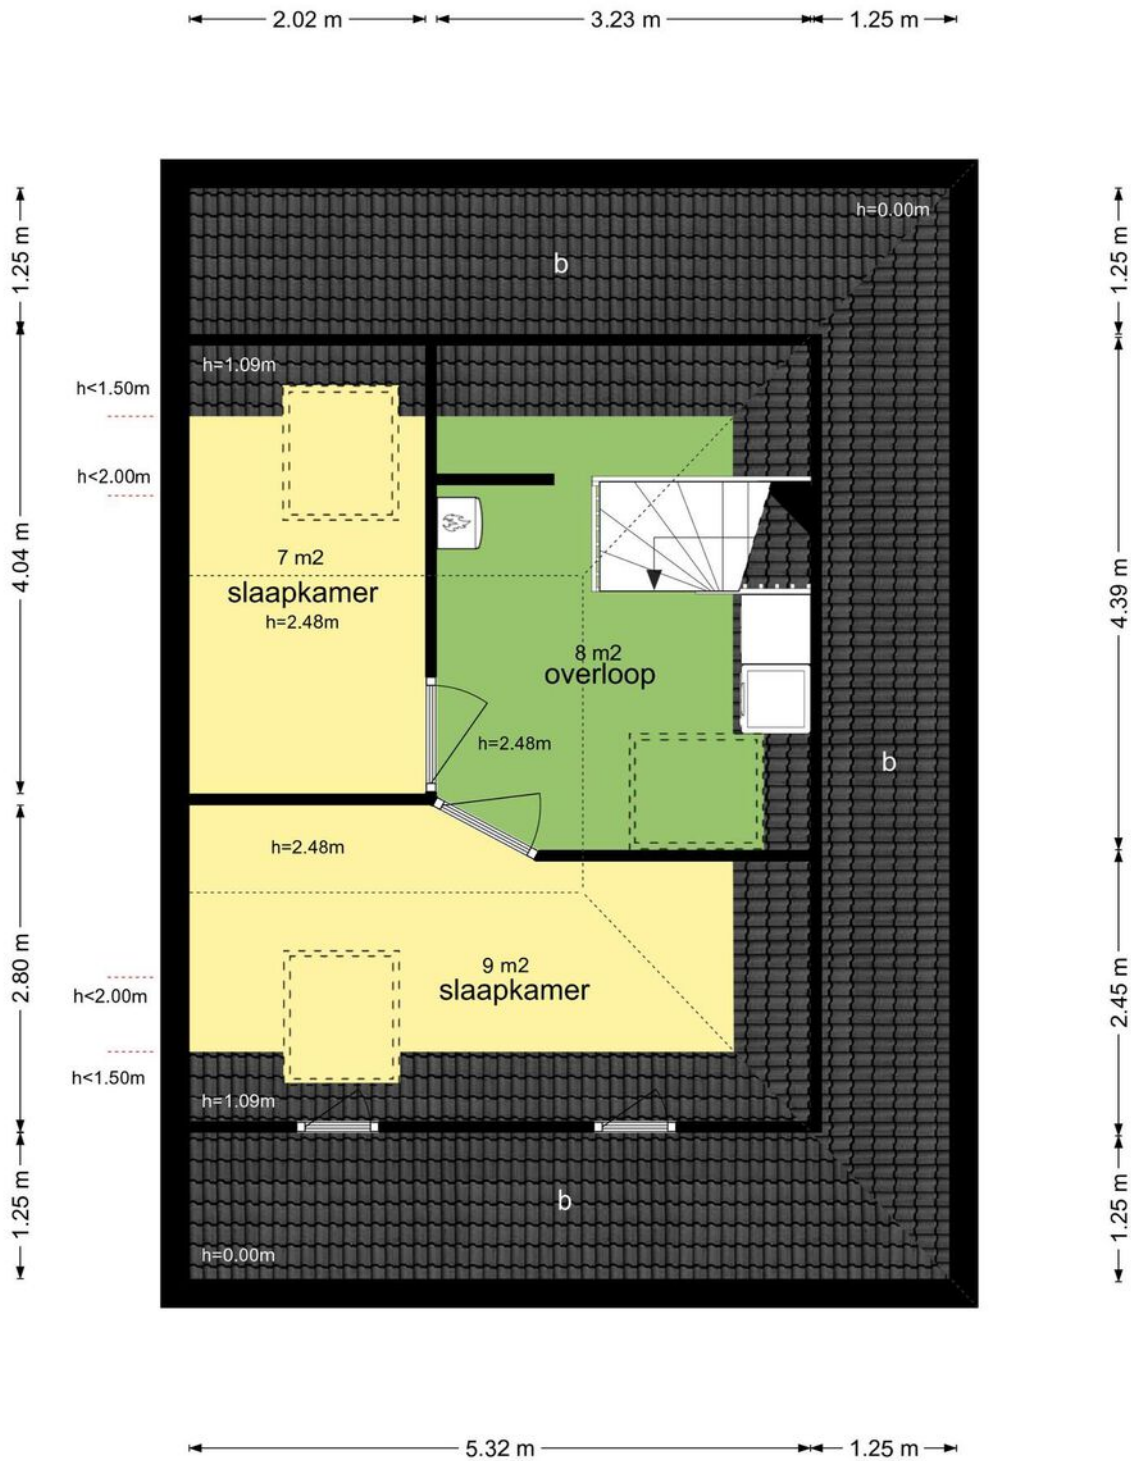 2.02 m
3.23 m
1.25 m
1.25 m
4.04 m
2.80 m
1.25 m
h<1.50m
h<2.00m
h<2.00m
h<1.50m
h=0.00m
b
h=1.09m
7 m2
slaapkamer
h=2.48m
8 m2
overloop
h=2.48m
b
h=2.48m
9 m2
slaapkamer
h=1.09m
b
h=0.00m
1.25 m
4.39 m
2.45 m
1.25 m
5.32 m
1.25 m